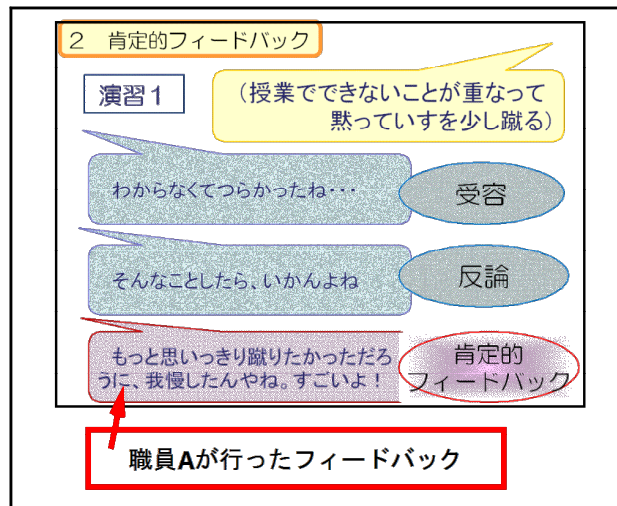 ２　肯定的フィードバック
演習１
（授業でできないことが重なって
黙っていすを少し蹴る）
わからなくてつらかったね・・・
受容
そんなことしたら、いかんよね
反論
もっと思いっきり蹴りたかっただろ
うに、我慢したんやね。すごいよ！
肯定的
フィードバック
職員Aが行ったフィードバック